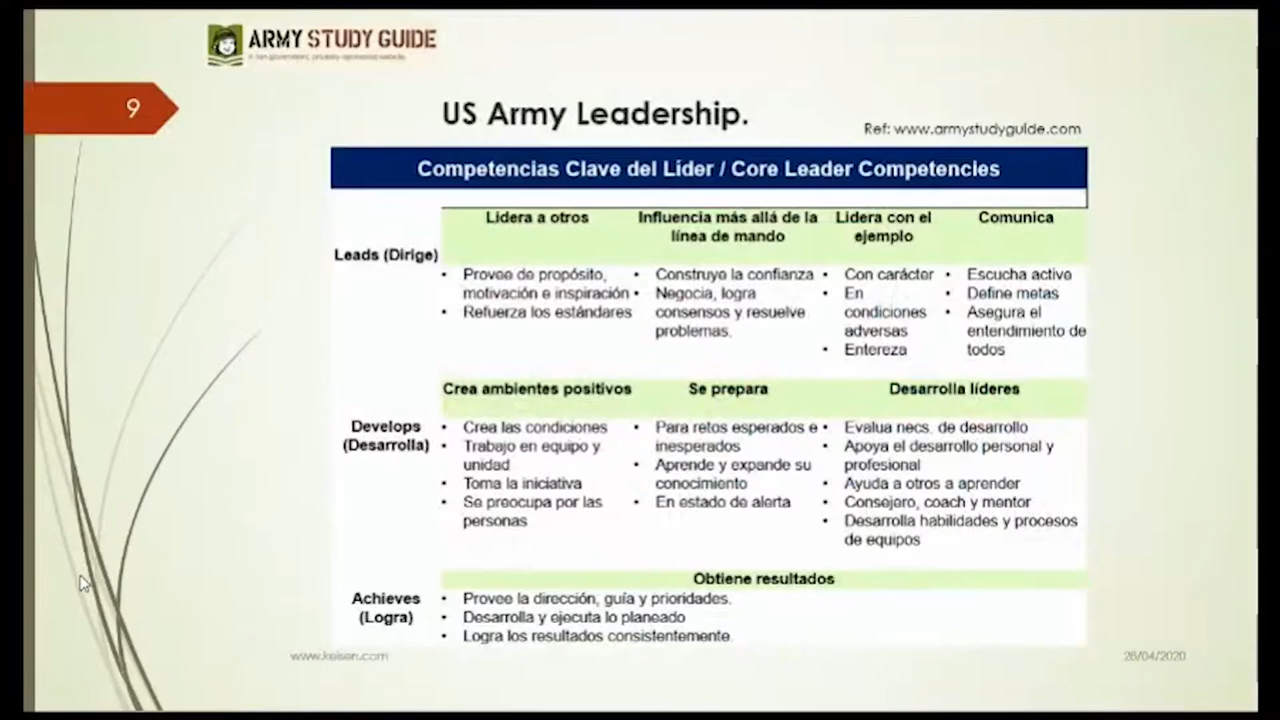 ARMY STUDY GUIDE
9
US Army Leadership.
Ref: www.armystudyguide.com
Competencias Clave del Líder / Core Leader Competencies
Leads (Dirige)
Lidera a otros
• Provee de propósito,
motivación e inspiración
• Refuerza los estándares
Influencia más allá de la
línea de mando
• Construye la confianza
• Negocia, logra
consensos y resuelve
problemas.
Lidera con el
ejemplo
• Con carácter
• En
condiciones
adversas
• Entereza
Comunica
• Escucha activo
• Define metas
• Asegura el
entendimiento de
todos
Develops
(Desarrolla)
Crea ambientes positivos
• Crea las condiciones
• Trabajo en equipo y
unidad
• Toma la iniciativa
• Se preocupa por las
personas
Se prepara
• Para retos esperados e
inesperados
• Aprende y expande su
conocimiento
• En estado de alerta
Desarrolla líderes
• Evalua necs. de desarrollo
• Apoya el desarrollo personal y
profesional
• Ayuda a otros a aprender
• Consejero, coach y mentor
• Desarrolla habilidades y procesos
de equipos
Achieves
(Logra)
Obtiene resultados
• Provee la dirección, guía y prioridades.
• Desarrolla y ejecuta lo planeado
• Logra los resultados consistentemente.
www.keisen.com
28/04/2020